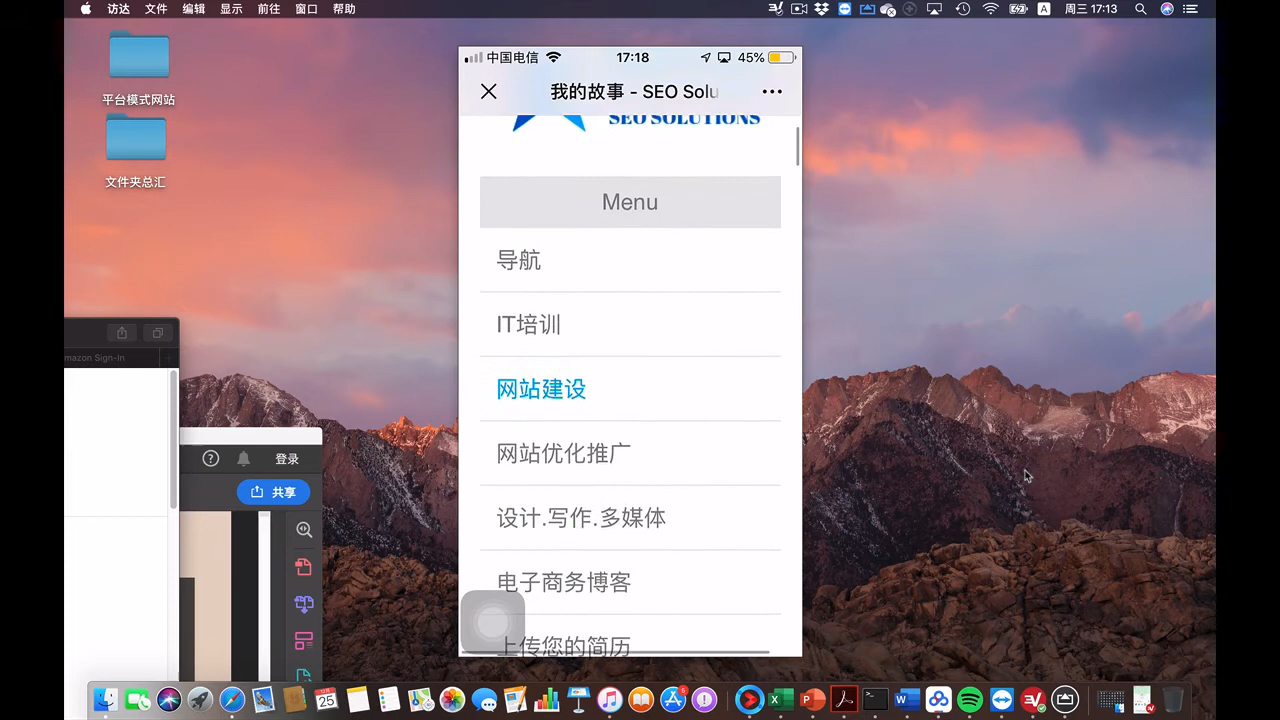 访达 文件 编辑 显示 前往 窗口 帮助
周三 17:13
平台模式网站
文件夹总汇
中国电信 17:18 45%
我的故事 - SEO Solu
SEO SOLUTIONS
Menu
导航
IT培训
网站建设
网站优化推广
设计.写作.多媒体
电子商务博客
上传您的简历
mazon Sign-In
登录
共享